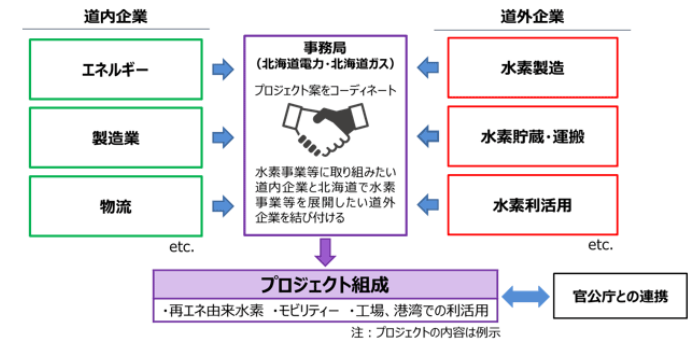 道内企業
道外企業
エネルギー
製造業
物流
etc.
事務局
（北海道電力・北海道ガス）
プロジェクト案をコーディネート
水素事業等に取り組みたい
道内企業と北海道で水素
事業等を展開したい道外
企業を結び付ける
水素製造
水素貯蔵・運搬
水素利活用
etc.
プロジェクト組成
・再エネ由来水素 ・モビリティー ・工場、港湾での利活用
官公庁との連携
注：プロジェクトの内容は例示